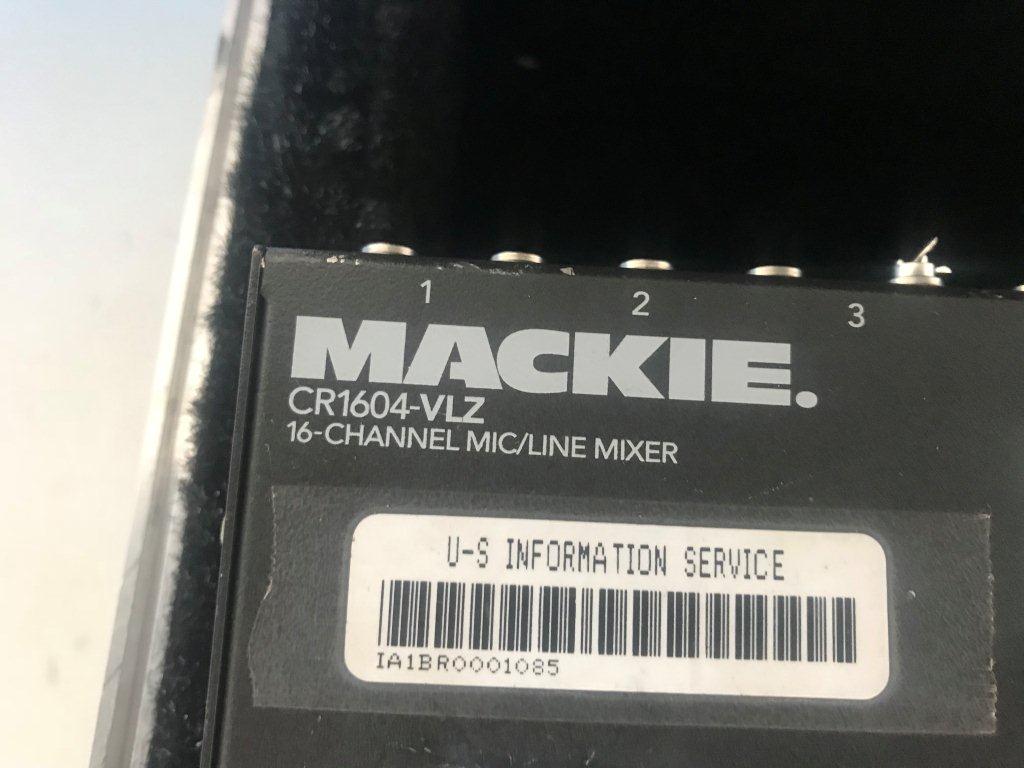 1 2 3
MACKIE.
CR1604-VLZ
16-CHANNEL MIC/LINE MIXER
U-S INFORMATION SERVICE
IA1BR0001085